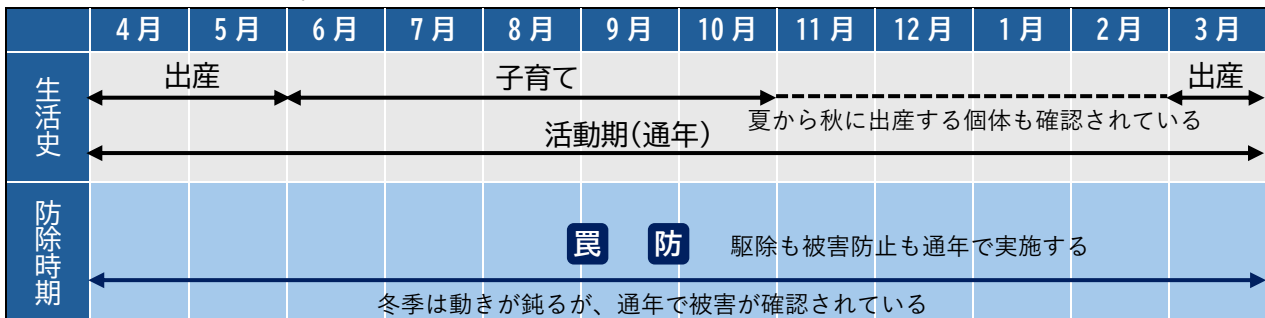 4月 5月 6月 7月 8月 9月 10月 11月 12月 1月 2月 3月
生活史
出産 子育て 出産
夏から秋に出産する個体も確認されている
活動期(通年)
防除時期
罠 防 駆除も被害防止も通年で実施する
冬季は動きが鈍るが、通年で被害が確認されている